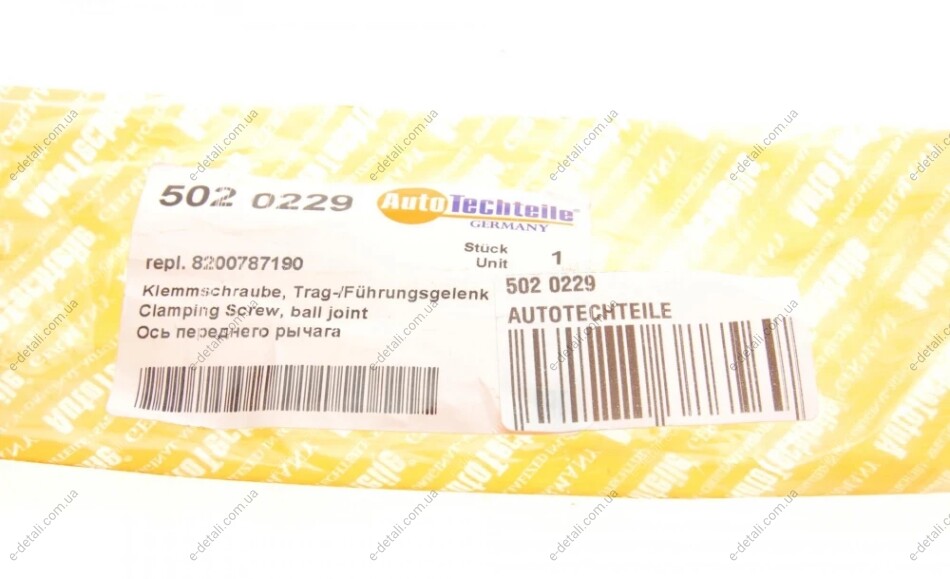 502 0229
AutoTechteile
GERMANY
repl. 8200787190
Stück
Unit 1
Klemmschraube, Trag-/Führungsgelenk
Clamping Screw, ball joint
Ось переднего рычага
502 0229
AUTOTECHTEILE
e-detali.com.ua